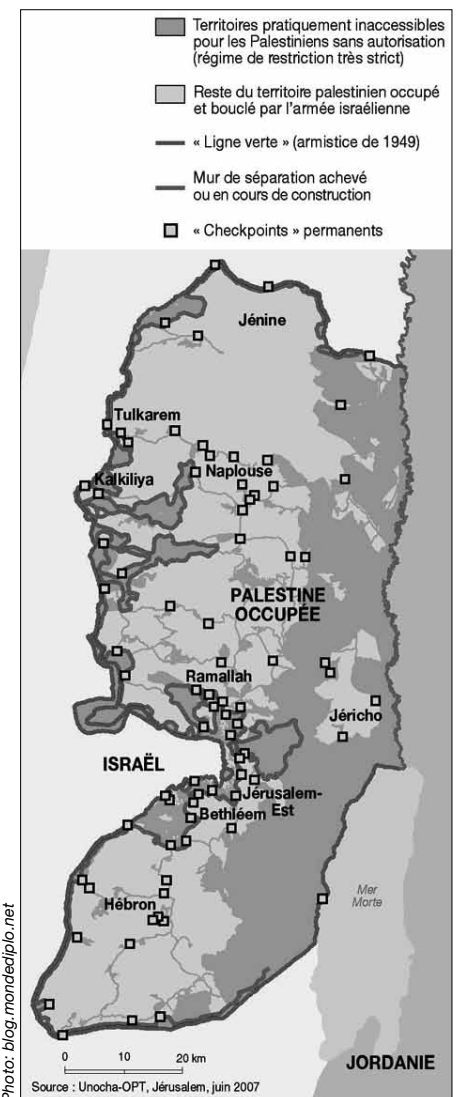 Territoires pratiquement inaccessibles
pour les Palestiniens sans autorisation
(régime de restriction très strict)
Reste du territoire palestinien occupé
et bouclé par l'armée israélienne
« Ligne verte » (armistice de 1949)
Mur de séparation achevé
ou en cours de construction
« Checkpoints » permanents
Jénine
Tulkarem
Naplouse
Kalkiliya
PALESTINE
OCCUPÉE
Ramallah
Jéricho
ISRAËL
Jérusalem-
Est
Bethléem
Hébron
Mer
Morte
0 10 20 km
JORDANIE
Source : Unocha-OPT, Jérusalem, juin 2007
Photo: blog.mondediplo.net